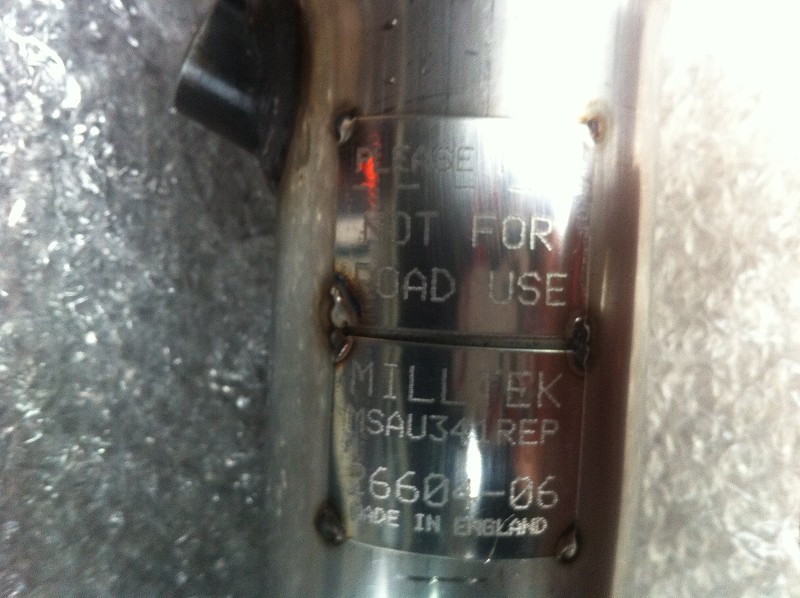 PLEASE
NOT FOR
ROAD USE
MILLTEK
MSAU341REP
26604-06
MADE IN ENGLAND